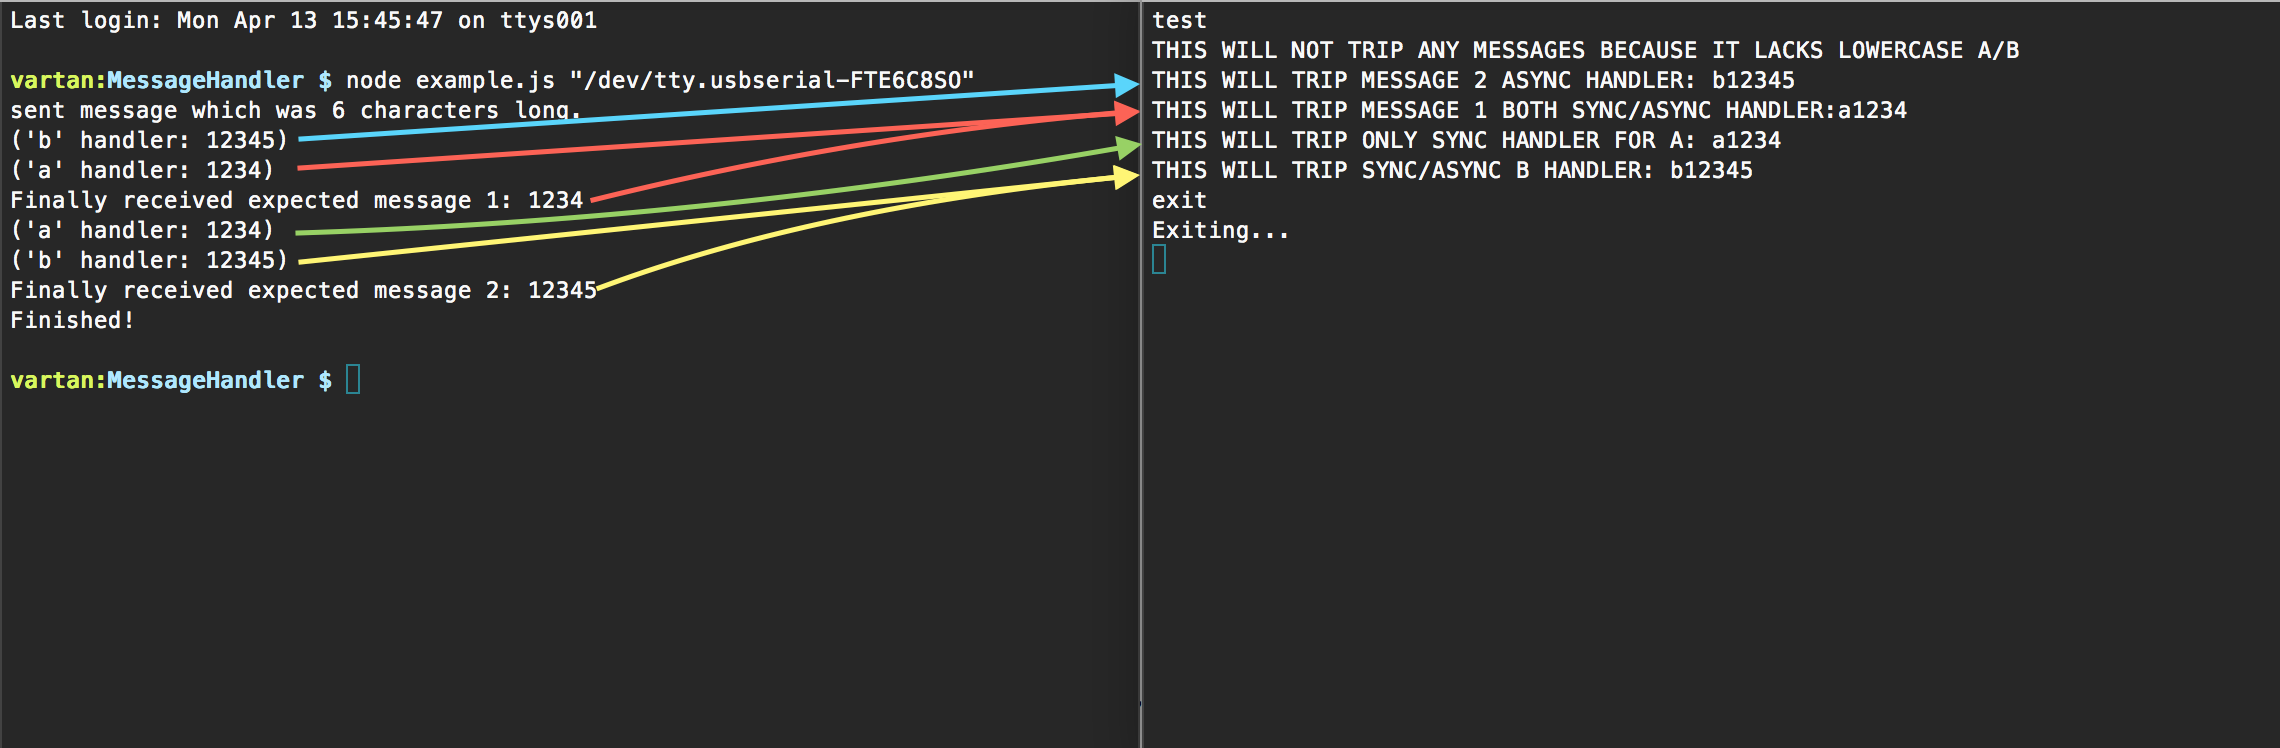 Last login: Mon Apr 13 15:45:47 on ttys001
vartan:MessageHandler $ node example.js "/dev/tty.usbserial-FTE6C8SO"
sent message which was 6 characters long.
('b' handler: 12345)
('a' handler: 1234)
Finally received expected message 1: 1234
('a' handler: 1234)
('b' handler: 12345)
Finally received expected message 2: 12345
Finished!
vartan:MessageHandler $
test
THIS WILL NOT TRIP ANY MESSAGES BECAUSE IT LACKS LOWERCASE A/B
THIS WILL TRIP MESSAGE 2 ASYNC HANDLER: b12345
THIS WILL TRIP MESSAGE 1 BOTH SYNC/ASYNC HANDLER:a1234
THIS WILL TRIP ONLY SYNC HANDLER FOR A: a1234
THIS WILL TRIP SYNC/ASYNC B HANDLER: b12345
exit
Exiting...